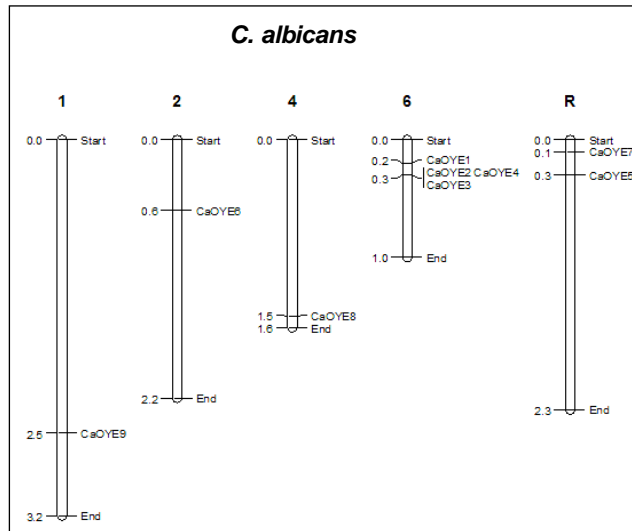 C. albicans
1 2 4 6 R
0.0 Start 0.0 Start 0.0 Start 0.0 Start 0.0 Start
0.1 CaOYE7
0.2 CaOYE1
0.3 CaOYE2 CaOYE4 0.3 CaOYE5
CaOYE3
0.6 CaOYE6
1.0 End
1.5 CaOYE8
1.6 End
2.2 End 2.3 End
2.5 CaOYE9
3.2 End